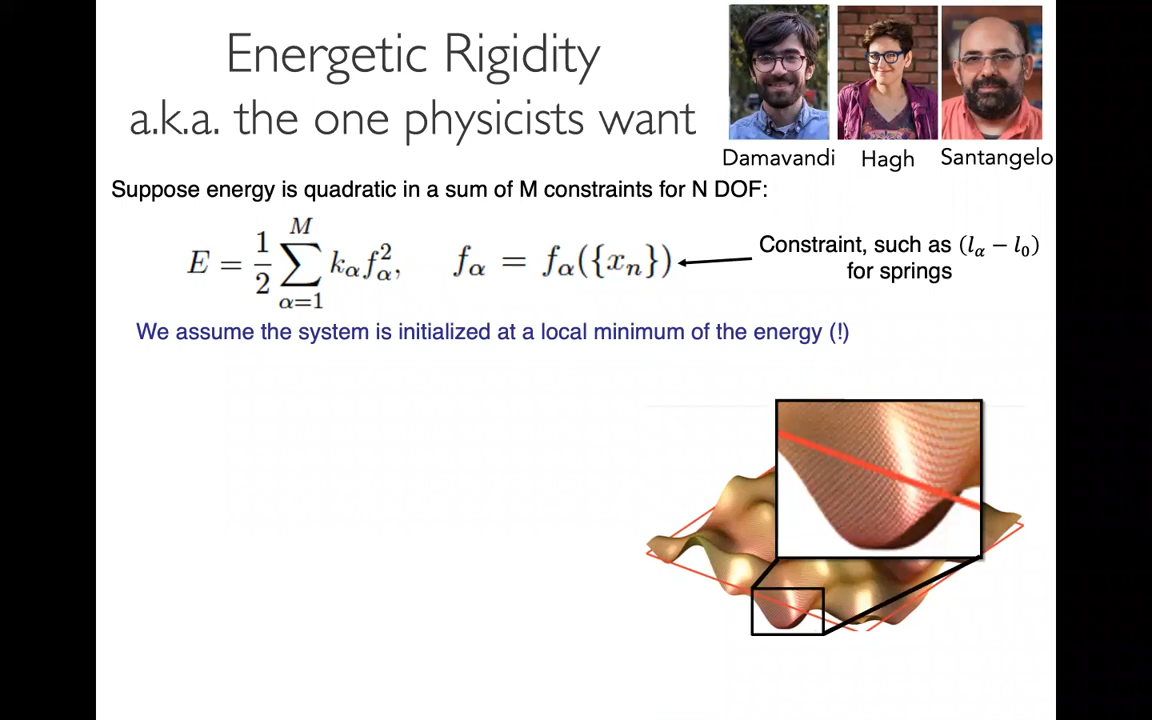 Energetic Rigidity
a.k.a. the one physicists want
Damavandi Hagh Santangelo
Suppose energy is quadratic in a sum of M constraints for N DOF:
E = \frac{1}{2} \sum_{α=1}^{M} k_α f_α^2, f_α = f_α({x_n})
Constraint, such as (l_α − l_0)
for springs
We assume the system is initialized at a local minimum of the energy (!)